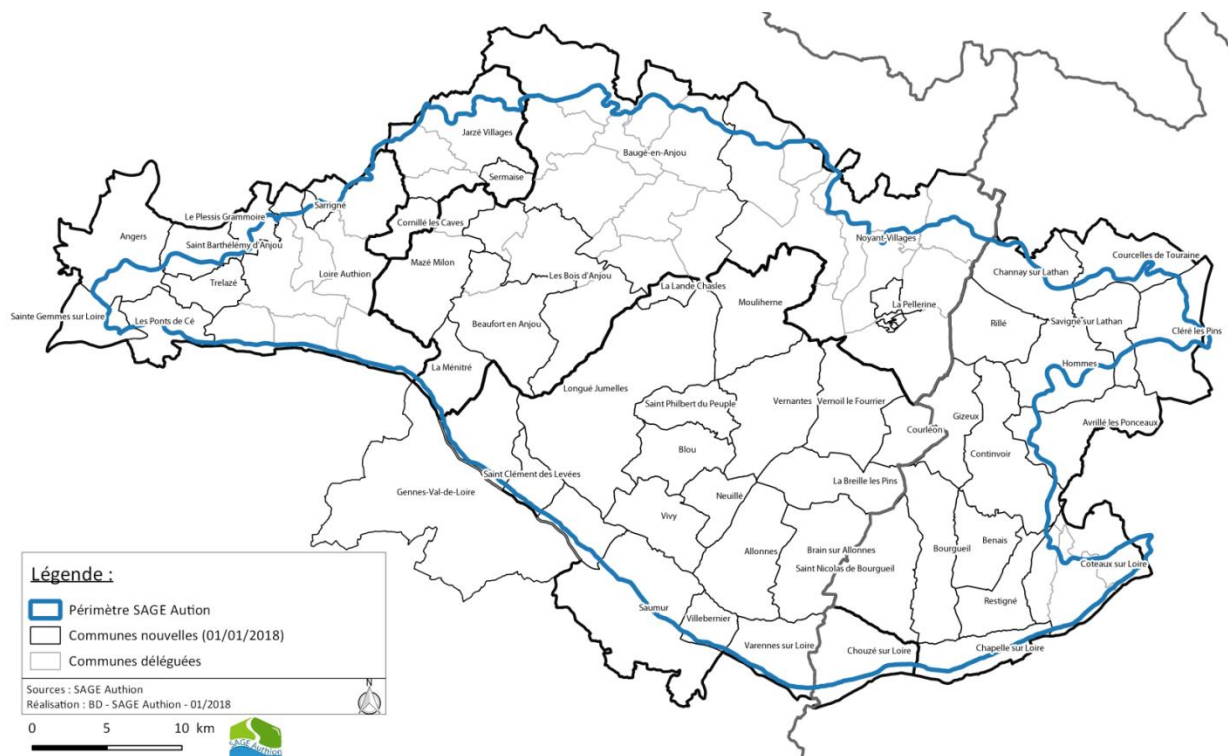 Jarzé Villages
Baugé-en-Anjou
Sermaise
Le Plessis Grammoire
Sarrigné
Cornillé les Caves
Angers
Saint Barthélémy d'Anjou
Noyant-Villages
Loire Authion
Mazé Milon
Courcelles de Touraine
Channay sur Lathan
Les Bois d'Anjou
Trelazé
La Lande Chasles
Mouliherne
La Pellerine
Sainte Gemmes sur Loire
Les Ponts de Cé
Beaufort en Anjou
Rillé
Savigné sur Lathan
Cléré les Pins
La Ménitré
Hommes
Longué Jumelles
Saint Philbert du Peuple
Vernantes
Vernoil le Fourrier
Gizeux
Avrillé les Ponceaux
Courléon
Blou
Continvoir
Saint Clément des Levées
Gennes-Val-de-Loire
La Breille les Pins
Neuillé
Vivy
Allonnes
Brain sur Allonnes
Bourgueil
Benais
Coteaux sur Loire
Saint Nicolas de Bourgueil
Restigné
Saumur
Villebernier
Varennes sur Loire
Chouzé sur Loire
Chapelle sur Loire
Légende :
Périmètre SAGE Aution
Communes nouvelles (01/01/2018)
Communes déléguées
Sources : SAGE Authion
Réalisation : BD - SAGE Authion - 01/2018
N
0 5 10 km
SAGE Authion